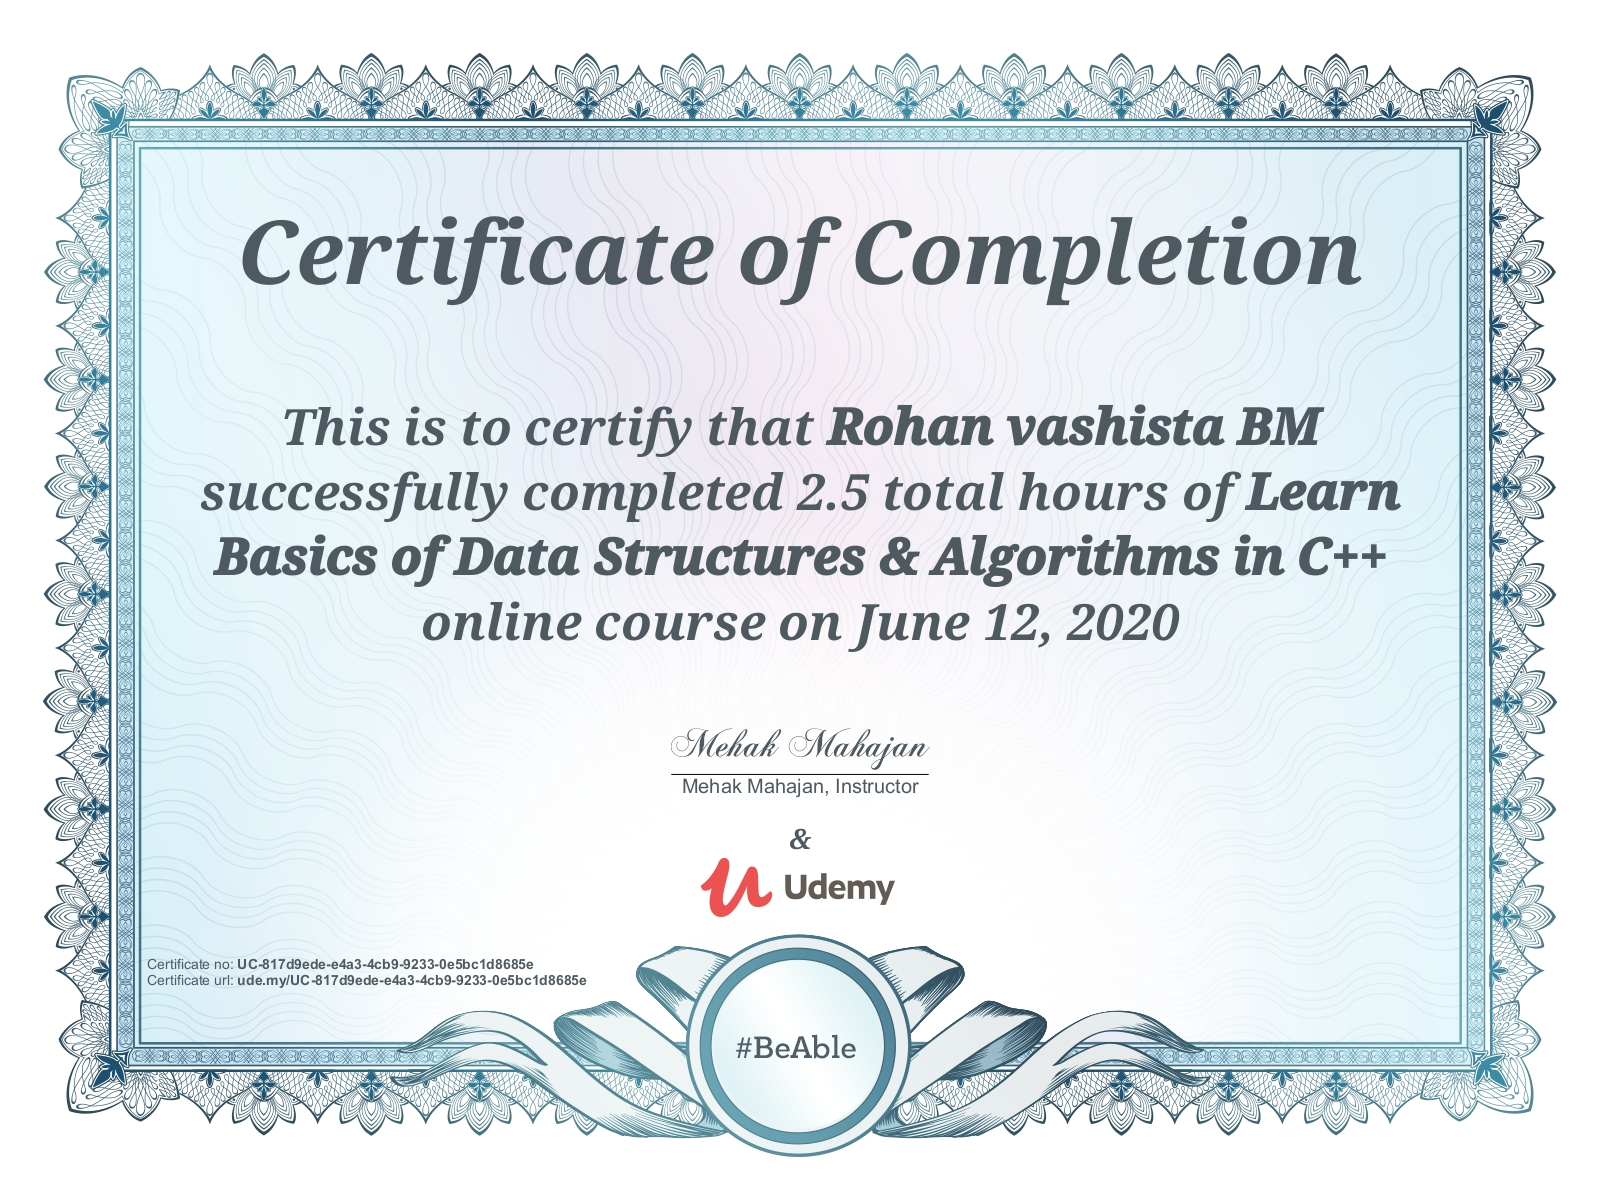 Certificate of Completion
This is to certify that Rohan vashista BM
successfully completed 2.5 total hours of Learn
Basics of Data Structures & Algorithms in C++
online course on June 12, 2020
Mehak Mahajan
Mehak Mahajan, Instructor
&
Udemy
Certificate no: UC-817d9ede-e4a3-4cb9-9233-0e5bc1d8685e
Certificate url: ude.my/UC-817d9ede-e4a3-4cb9-9233-0e5bc1d8685e
#BeAble